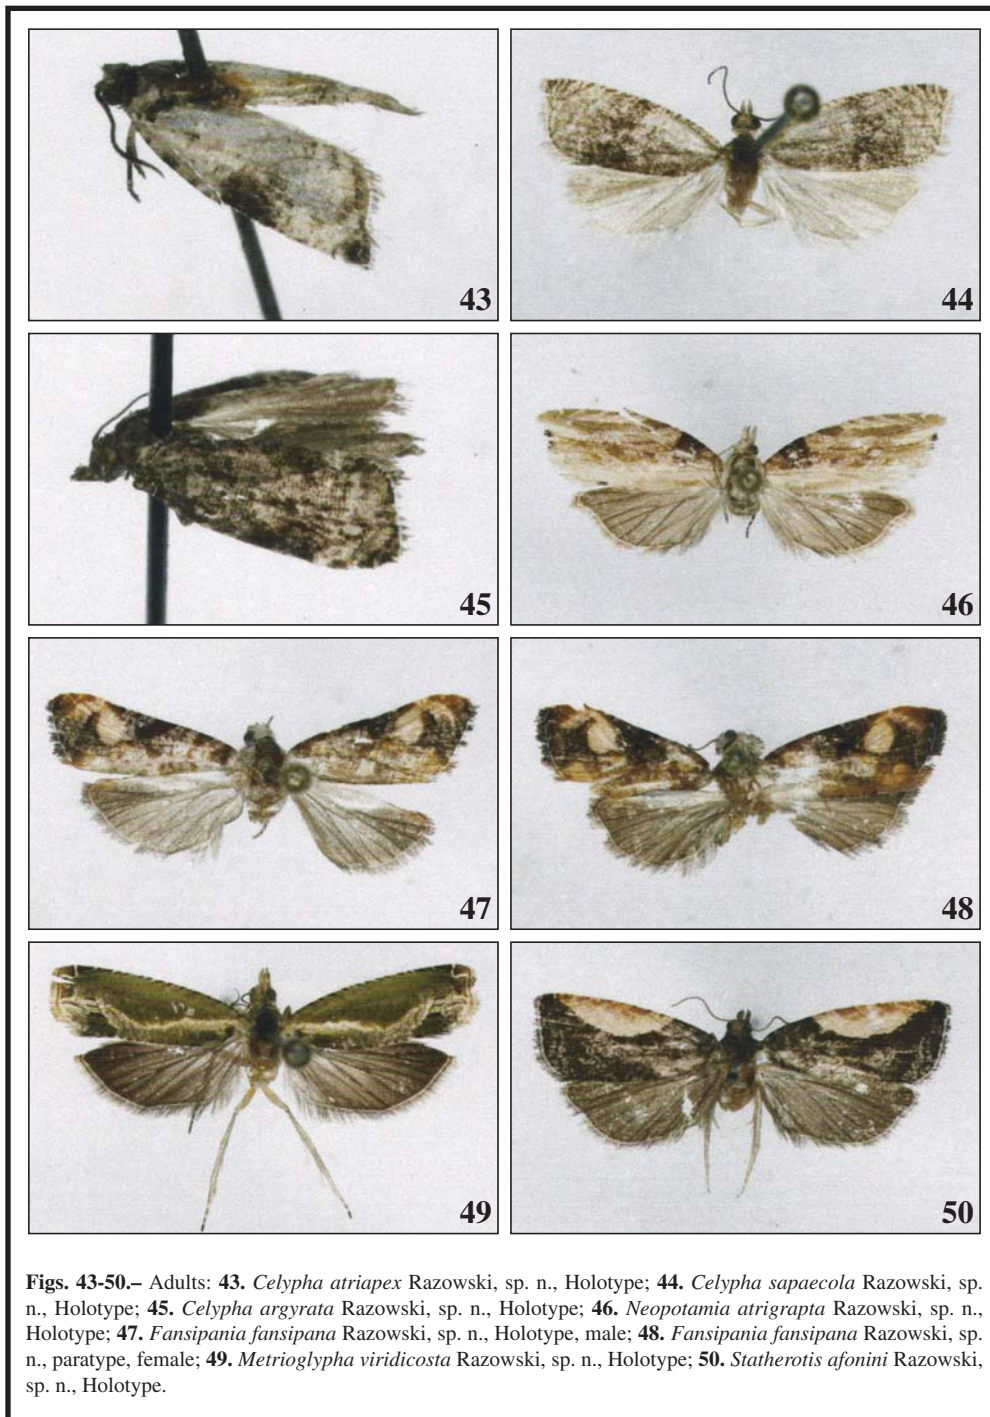 43
44
45
46
47
48
49
50
Figs. 43-50.– Adults: 43. Celypha atriapex Razowski, sp. n., Holotype; 44. Celypha sapaecola Razowski, sp.
n., Holotype; 45. Celypha argyrata Razowski, sp. n., Holotype; 46. Neopotamia atrigrapta Razowski, sp. n.,
Holotype; 47. Fansipania fansipana Razowski, sp. n., Holotype, male; 48. Fansipania fansipana Razowski, sp.
n., paratype, female; 49. Metrioglypha viridicosta Razowski, sp. n., Holotype; 50. Statherotis afonini Razowski,
sp. n., Holotype.